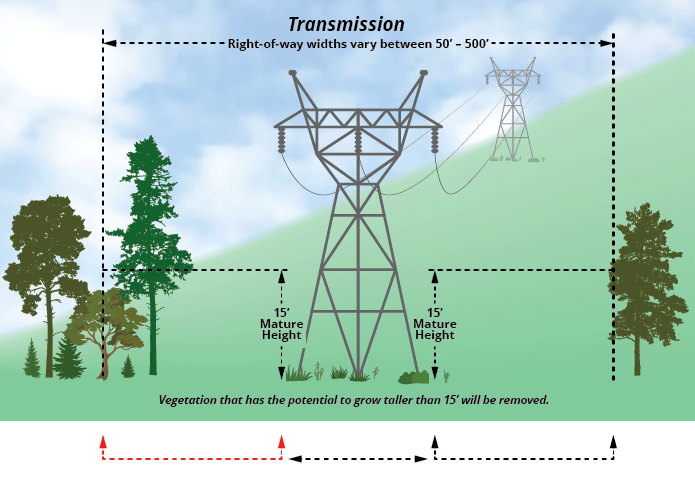 Transmission
Right-of-way widths vary between 50’ – 500’
15’
Mature
Height
15’
Mature
Height
Vegetation that has the potential to grow taller than 15’ will be removed.